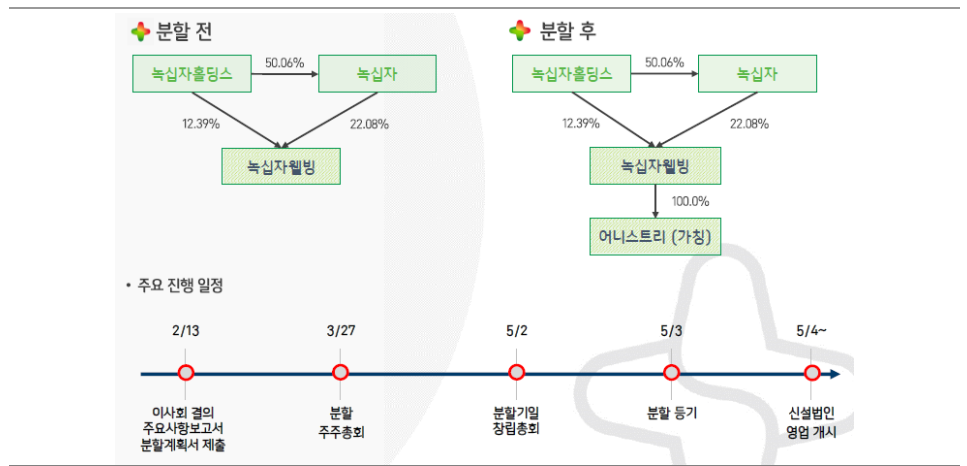 분할 전
녹십자홀딩스
50.06%
녹십자
12.39%
22.08%
녹십자웰빙
분할 후
녹십자홀딩스
50.06%
녹십자
12.39%
22.08%
녹십자웰빙
100.0%
어니스트리 (가칭)
• 주요 진행 일정
2/13
3/27
5/2
5/3
5/4~
이사회 결의
주요사항보고서
분할계획서 제출
분할
주주총회
분할기일
창립총회
분할 등기
신설법인
영업 개시